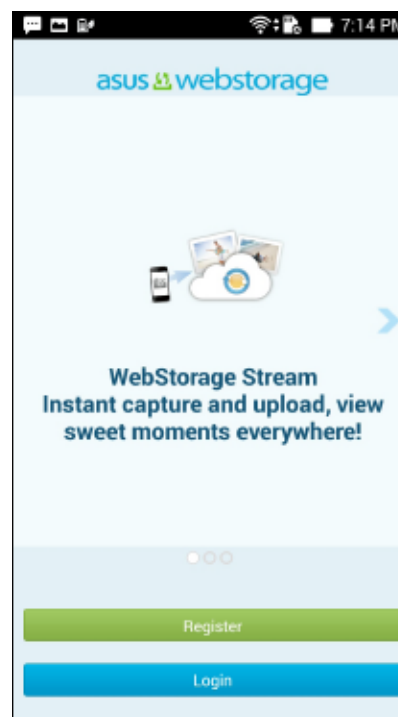 7:14 PM
asus webstorage
WebStorage Stream
Instant capture and upload, view
sweet moments everywhere!
Register
Login